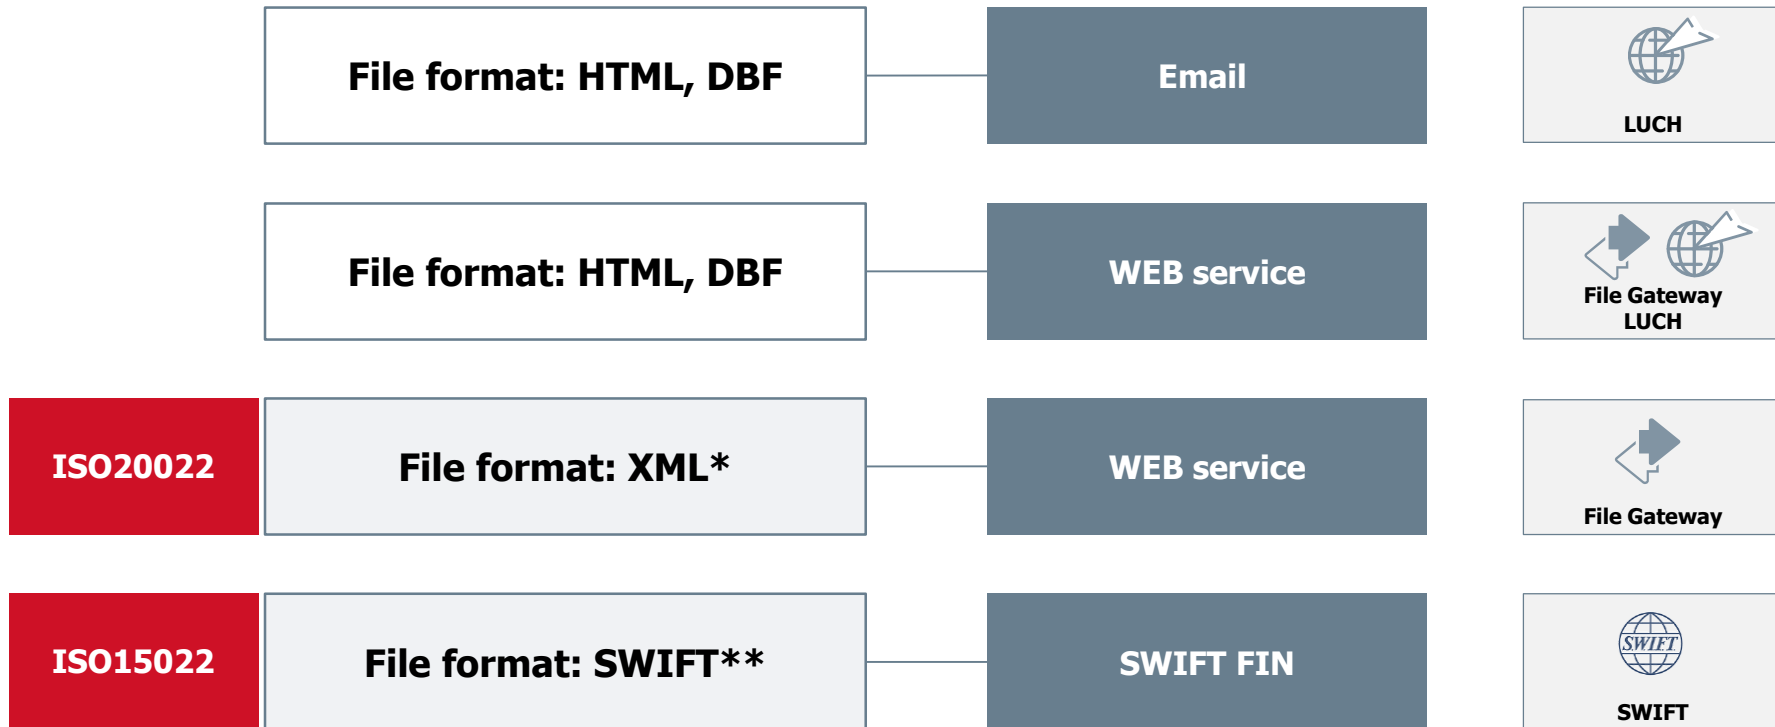 File format: HTML, DBF
Email
LUCH
File format: HTML, DBF
WEB service
File Gateway
LUCH
ISO20022
File format: XML*
WEB service
File Gateway
ISO15022
File format: SWIFT**
SWIFT FIN
SWIFT
SWIFT